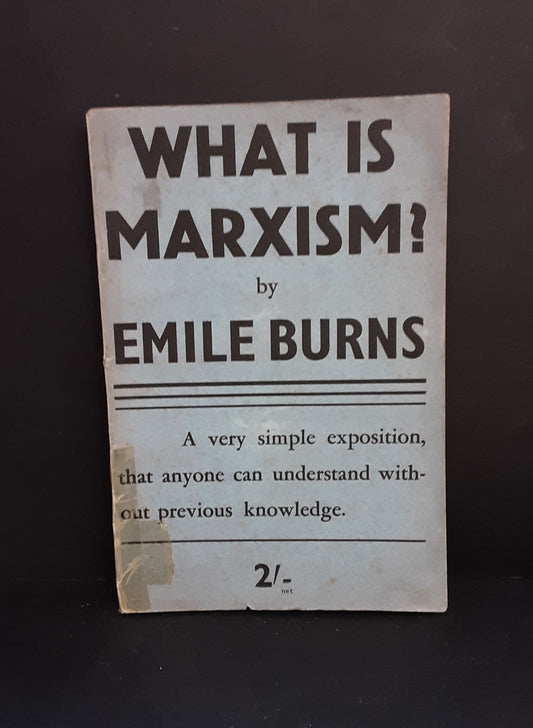 WHAT IS
MARXISM?
by
EMILE BURNS
A very simple exposition,
that anyone can understand with-
out previous knowledge.
2/-
net